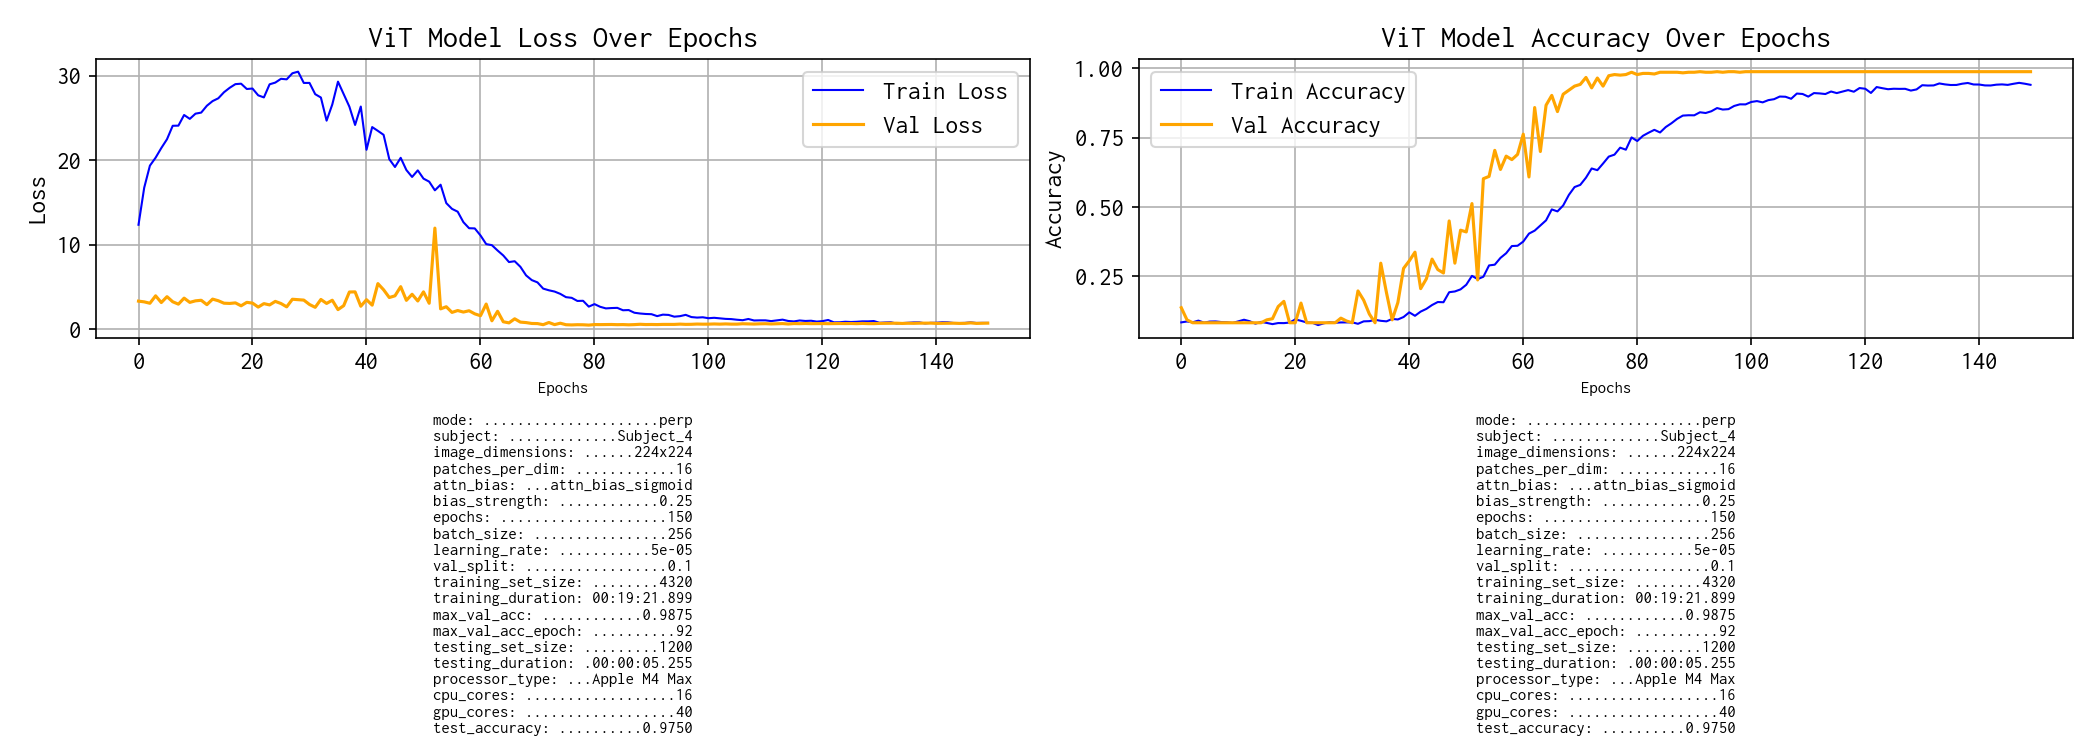 ViT Model Loss Over Epochs
Loss
30
20
10
0
Train Loss
Val Loss
0 20 40 60 80 100 120 140
Epochs
mode: .....................perp
subject: .............Subject_4
image_dimensions: ......224x224
patches_per_dim: ............16
attn_bias: ...attn_bias_sigmoid
bias_strength: ............0.25
epochs: ....................150
batch_size: ................256
learning_rate: ...........5e-05
val_split: .................0.1
training_set_size: ........4320
training_duration: 00:19:21.899
max_val_acc: ............0.9875
max_val_acc_epoch: ..........92
testing_set_size: .........1200
testing_duration: .00:00:05.255
processor_type: ...Apple M4 Max
cpu_cores: ..................16
gpu_cores: ..................40
test_accuracy: ..........0.9750
ViT Model Accuracy Over Epochs
Accuracy
1.00
0.75
0.50
0.25
Train Accuracy
Val Accuracy
0 20 40 60 80 100 120 140
Epochs
mode: .....................perp
subject: .............Subject_4
image_dimensions: ......224x224
patches_per_dim: ............16
attn_bias: ...attn_bias_sigmoid
bias_strength: ............0.25
epochs: ....................150
batch_size: ................256
learning_rate: ...........5e-05
val_split: .................0.1
training_set_size: ........4320
training_duration: 00:19:21.899
max_val_acc: ............0.9875
max_val_acc_epoch: ..........92
testing_set_size: .........1200
testing_duration: .00:00:05.255
processor_type: ...Apple M4 Max
cpu_cores: ..................16
gpu_cores: ..................40
test_accuracy: ..........0.9750